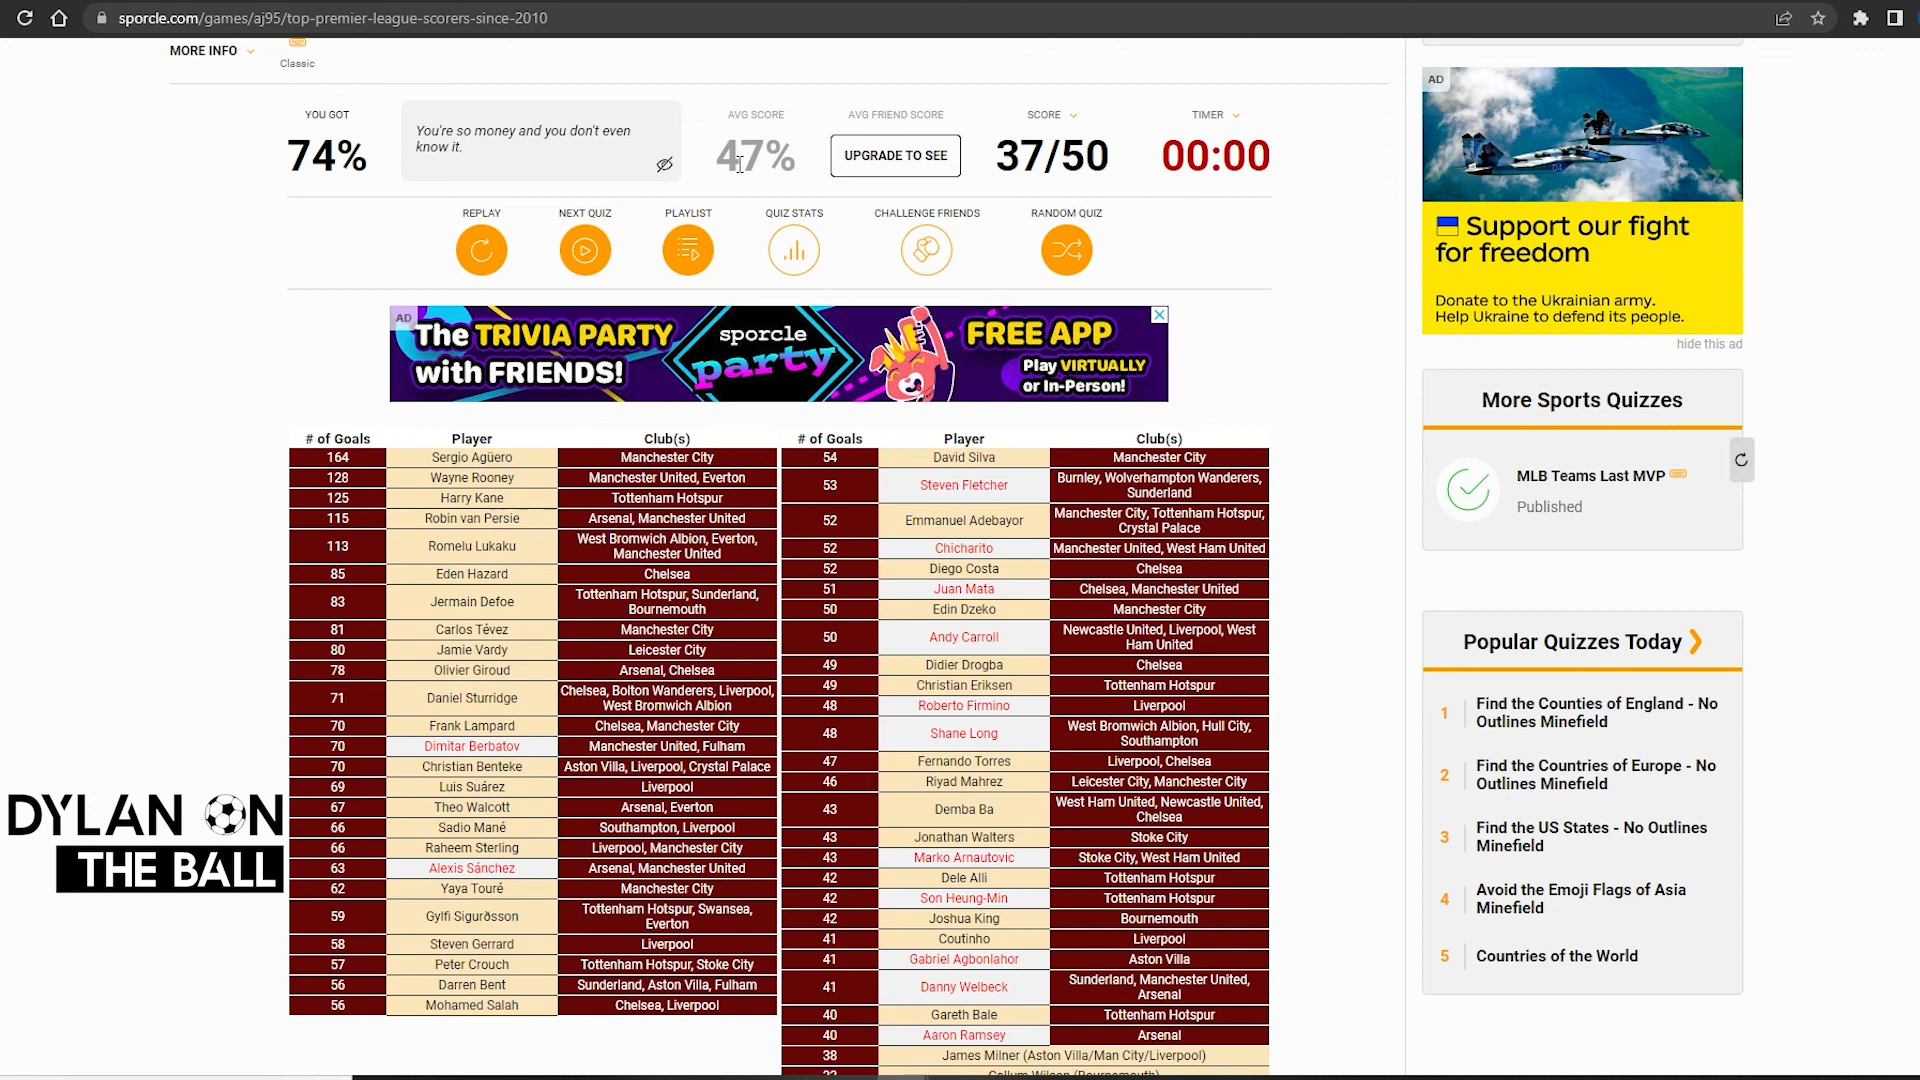 sporcle.com/games/aj95/top-premier-league-scorers-since-2010
MORE INFO
Classic
YOU GOT
74%
You're so money and you don't even
know it.
AVG SCORE
47%
AVG FRIEND SCORE
UPGRADE TO SEE
SCORE
37/50
TIMER
00:00
REPLAY
NEXT QUIZ
PLAYLIST
QUIZ STATS
CHALLENGE FRIENDS
RANDOM QUIZ
AD
The TRIVIA PARTY
with FRIENDS!
sporcle
party
FREE APP
Play VIRTUALLY
or In-Person!
# of Goals Player Club(s)
164 Sergio Agüero Manchester City
128 Wayne Rooney Manchester United, Everton
125 Harry Kane Tottenham Hotspur
115 Robin van Persie Arsenal, Manchester United
113 Romelu Lukaku West Bromwich Albion, Everton,
Manchester United
85 Eden Hazard Chelsea
83 Jermain Defoe Tottenham Hotspur, Sunderland,
Bournemouth
81 Carlos Tévez Manchester City
80 Jamie Vardy Leicester City
78 Olivier Giroud Arsenal, Chelsea
71 Daniel Sturridge Chelsea, Bolton Wanderers, Liverpool,
West Bromwich Albion
70 Frank Lampard Chelsea, Manchester City
70 Dimitar Berbatov Manchester United, Fulham
70 Christian Benteke Aston Villa, Liverpool, Crystal Palace
69 Luis Suárez Liverpool
67 Theo Walcott Arsenal, Everton
66 Sadio Mané Southampton, Liverpool
66 Raheem Sterling Liverpool, Manchester City
63 Alexis Sánchez Arsenal, Manchester United
62 Yaya Touré Manchester City
59 Gylfi Sigurðsson Tottenham Hotspur, Swansea,
Everton
58 Steven Gerrard Liverpool
57 Peter Crouch Tottenham Hotspur, Stoke City
56 Darren Bent Sunderland, Aston Villa, Fulham
56 Mohamed Salah Chelsea, Liverpool
# of Goals Player Club(s)
54 David Silva Manchester City
53 Steven Fletcher Burnley, Wolverhampton Wanderers,
Sunderland
52 Emmanuel Adebayor Manchester City, Tottenham Hotspur,
Crystal Palace
52 Chicharito Manchester United, West Ham United
52 Diego Costa Chelsea
51 Juan Mata Chelsea, Manchester United
50 Edin Dzeko Manchester City
50 Andy Carroll Newcastle United, Liverpool, West
Ham United
49 Didier Drogba Chelsea
49 Christian Eriksen Tottenham Hotspur
48 Roberto Firmino Liverpool
48 Shane Long West Bromwich Albion, Hull City,
Southampton
47 Fernando Torres Liverpool, Chelsea
46 Riyad Mahrez Leicester City, Manchester City
43 Demba Ba West Ham United, Newcastle United,
Chelsea
43 Jonathan Walters Stoke City
43 Marko Arnautovic Stoke City, West Ham United
42 Dele Alli Tottenham Hotspur
42 Son Heung-Min Tottenham Hotspur
42 Joshua King Bournemouth
41 Coutinho Liverpool
41 Gabriel Agbonlahor Aston Villa
41 Danny Welbeck Sunderland, Manchester United,
Arsenal
40 Gareth Bale Tottenham Hotspur
40 Aaron Ramsey Arsenal
38 James Milner (Aston Villa/Man City/Liverpool)
Callum Wilson (Bournemouth)
DYLAN ON
THE BALL
AD
Support our fight
for freedom
Donate to the Ukrainian army.
Help Ukraine to defend its people.
hide this ad
More Sports Quizzes
MLB Teams Last MVP
Published
Popular Quizzes Today
1 Find the Counties of England - No
Outlines Minefield
2 Find the Countries of Europe - No
Outlines Minefield
3 Find the US States - No Outlines
Minefield
4 Avoid the Emoji Flags of Asia
Minefield
5 Countries of the World